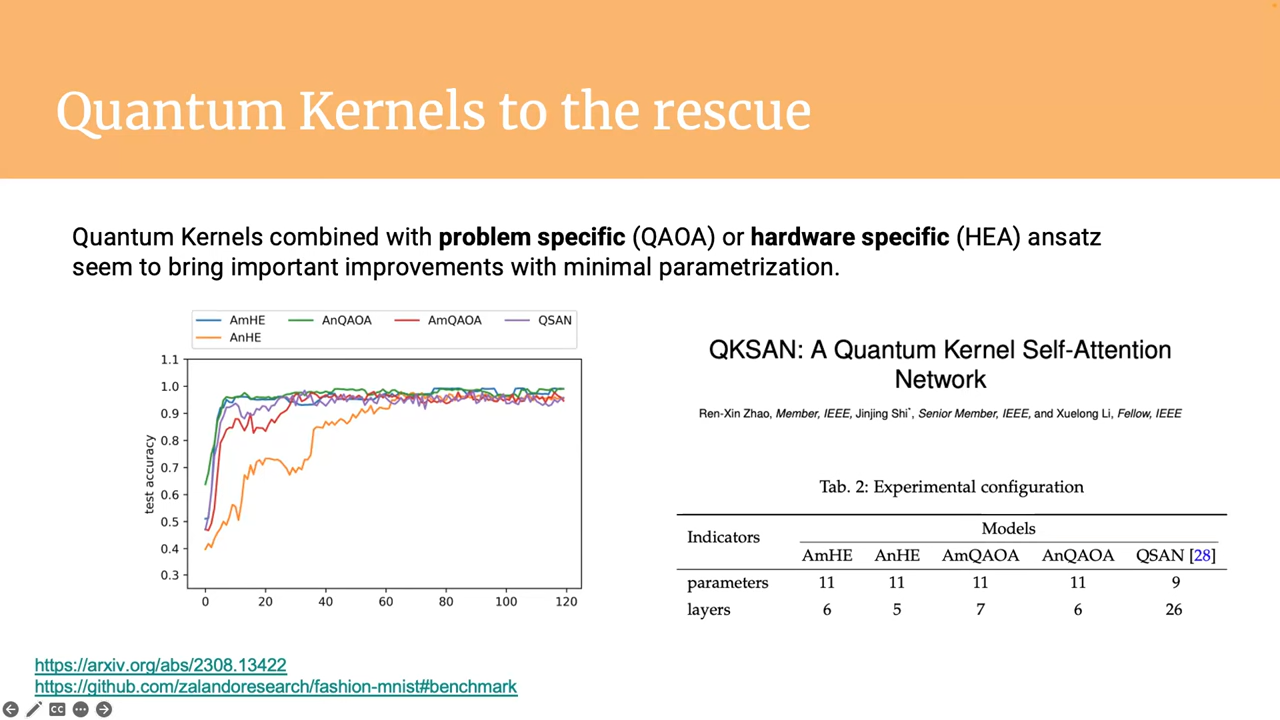 Quantum Kernels to the rescue
Quantum Kernels combined with problem specific (QAOA) or hardware specific (HEA) ansatz
seem to bring important improvements with minimal parametrization.
AmHE AnQAOA AmQAOA QSAN
AnHE
1.1
1.0
0.9
0.8
0.7
0.6
0.5
0.4
0.3
test accuracy
0 20 40 60 80 100 120
QKSAN: A Quantum Kernel Self-Attention
Network
Ren-Xin Zhao, Member, IEEE, Jinjing Shi*, Senior Member, IEEE, and Xuelong Li, Fellow, IEEE
Tab. 2: Experimental configuration
Indicators Models
AmHE AnHE AmQAOA AnQAOA QSAN [28]
parameters 11 11 11 11 9
layers 6 5 7 6 26
https://arxiv.org/abs/2308.13422
https://github.com/zalandoresearch/fashion-mnist#benchmark
CC